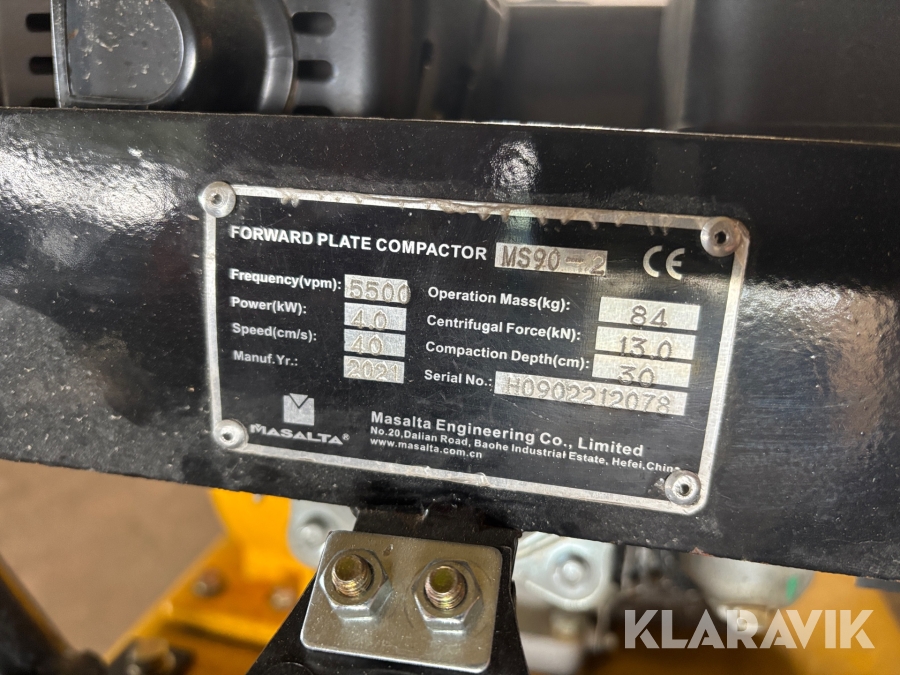 KLARAVIK
FORWARD PLATE COMPACTOR MS90-2 CE
Frequency(vpm): 5500 Operation Mass(kg): 84
Power(kW): 4.0 Centrifugal Force(kN): 13.0
Speed(cm/s): 40 Compaction Depth(cm): 30
Manuf.Yr.: 2021 Serial No.: H0902212078
MASALTA®
Masalta Engineering Co., Limited
No.20,Dalian Road, Baohe Industrial Estate, Hefei,China
www.masalta.com.cn
KLARAVIK